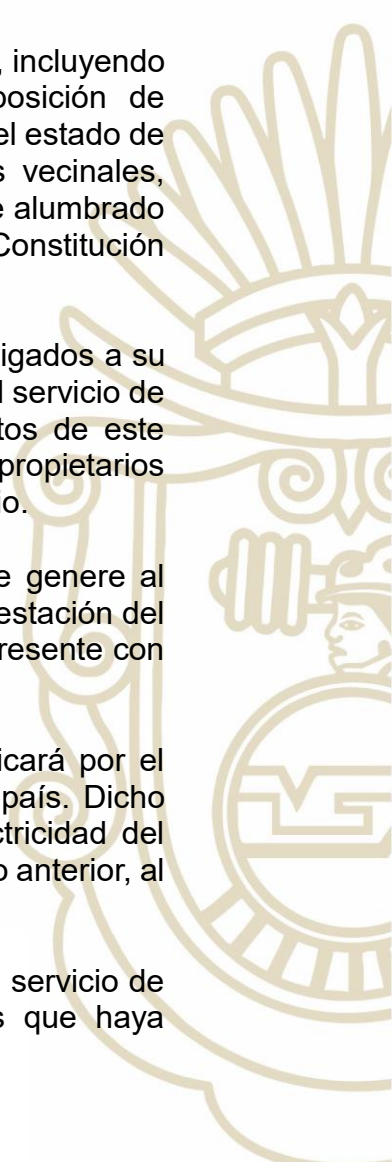 , incluyendo
posición de
el estado de
s vecinales,
e alumbrado
Constitución
igados a su
l servicio de
tos de este
propietarios
io.
e genere al
estación del
resente con
icará por el
país. Dicho
ctricidad del
o anterior, al
servicio de
s que haya